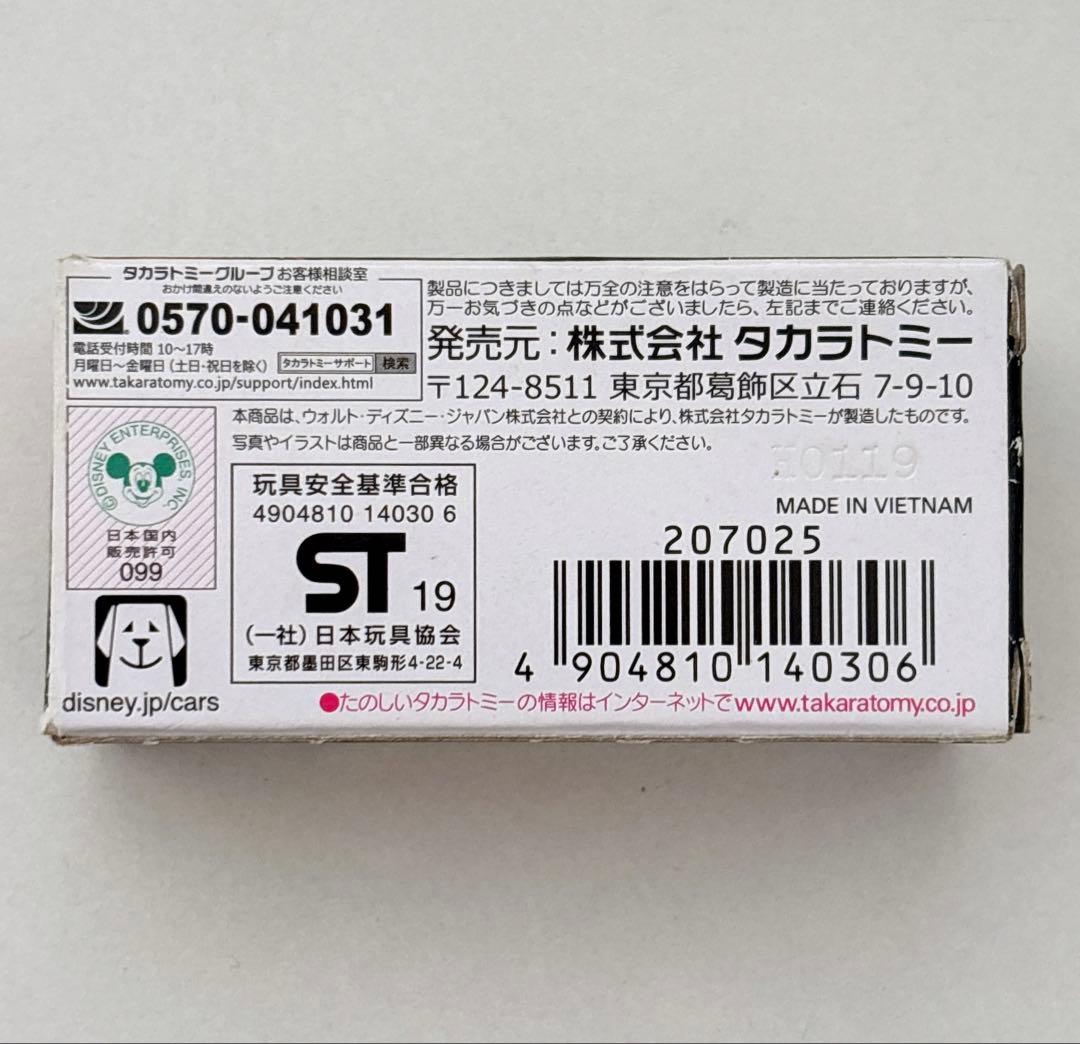 タカラトミーグループ お客様相談室
おかけ間違えのないようご注意ください
0570-041031
電話受付時間 10〜17時
月曜日〜金曜日 (土日・祝日を除く) タカラトミーサポート 検索
www.takaratomy.co.jp/support/index.html
製品につきましては万全の注意をはらって製造に当たっておりますが、
万一お気づきの点などがございましたら、左記までご連絡ください。
発売元:株式会社 タカラトミー
〒124-8511 東京都葛飾区立石 7-9-10
本商品は、ウォルト・ディズニー・ジャパン株式会社との契約により、株式会社タカラトミーが製造したものです。
写真やイラストは商品と一部異なる場合がございます。ご了承ください。
©DISNEY ENTERPRISES, INC.
日本国内
販売許可
099
disney.jp/cars
玩具安全基準合格
4904810 14030 6
ST 19
(一社)日本玩具協会
東京都墨田区東駒形4-22-4
H0119
MADE IN VIETNAM
207025
4 904810 140306
●たのしいタカラトミーの情報はインターネットで www.takaratomy.co.jp